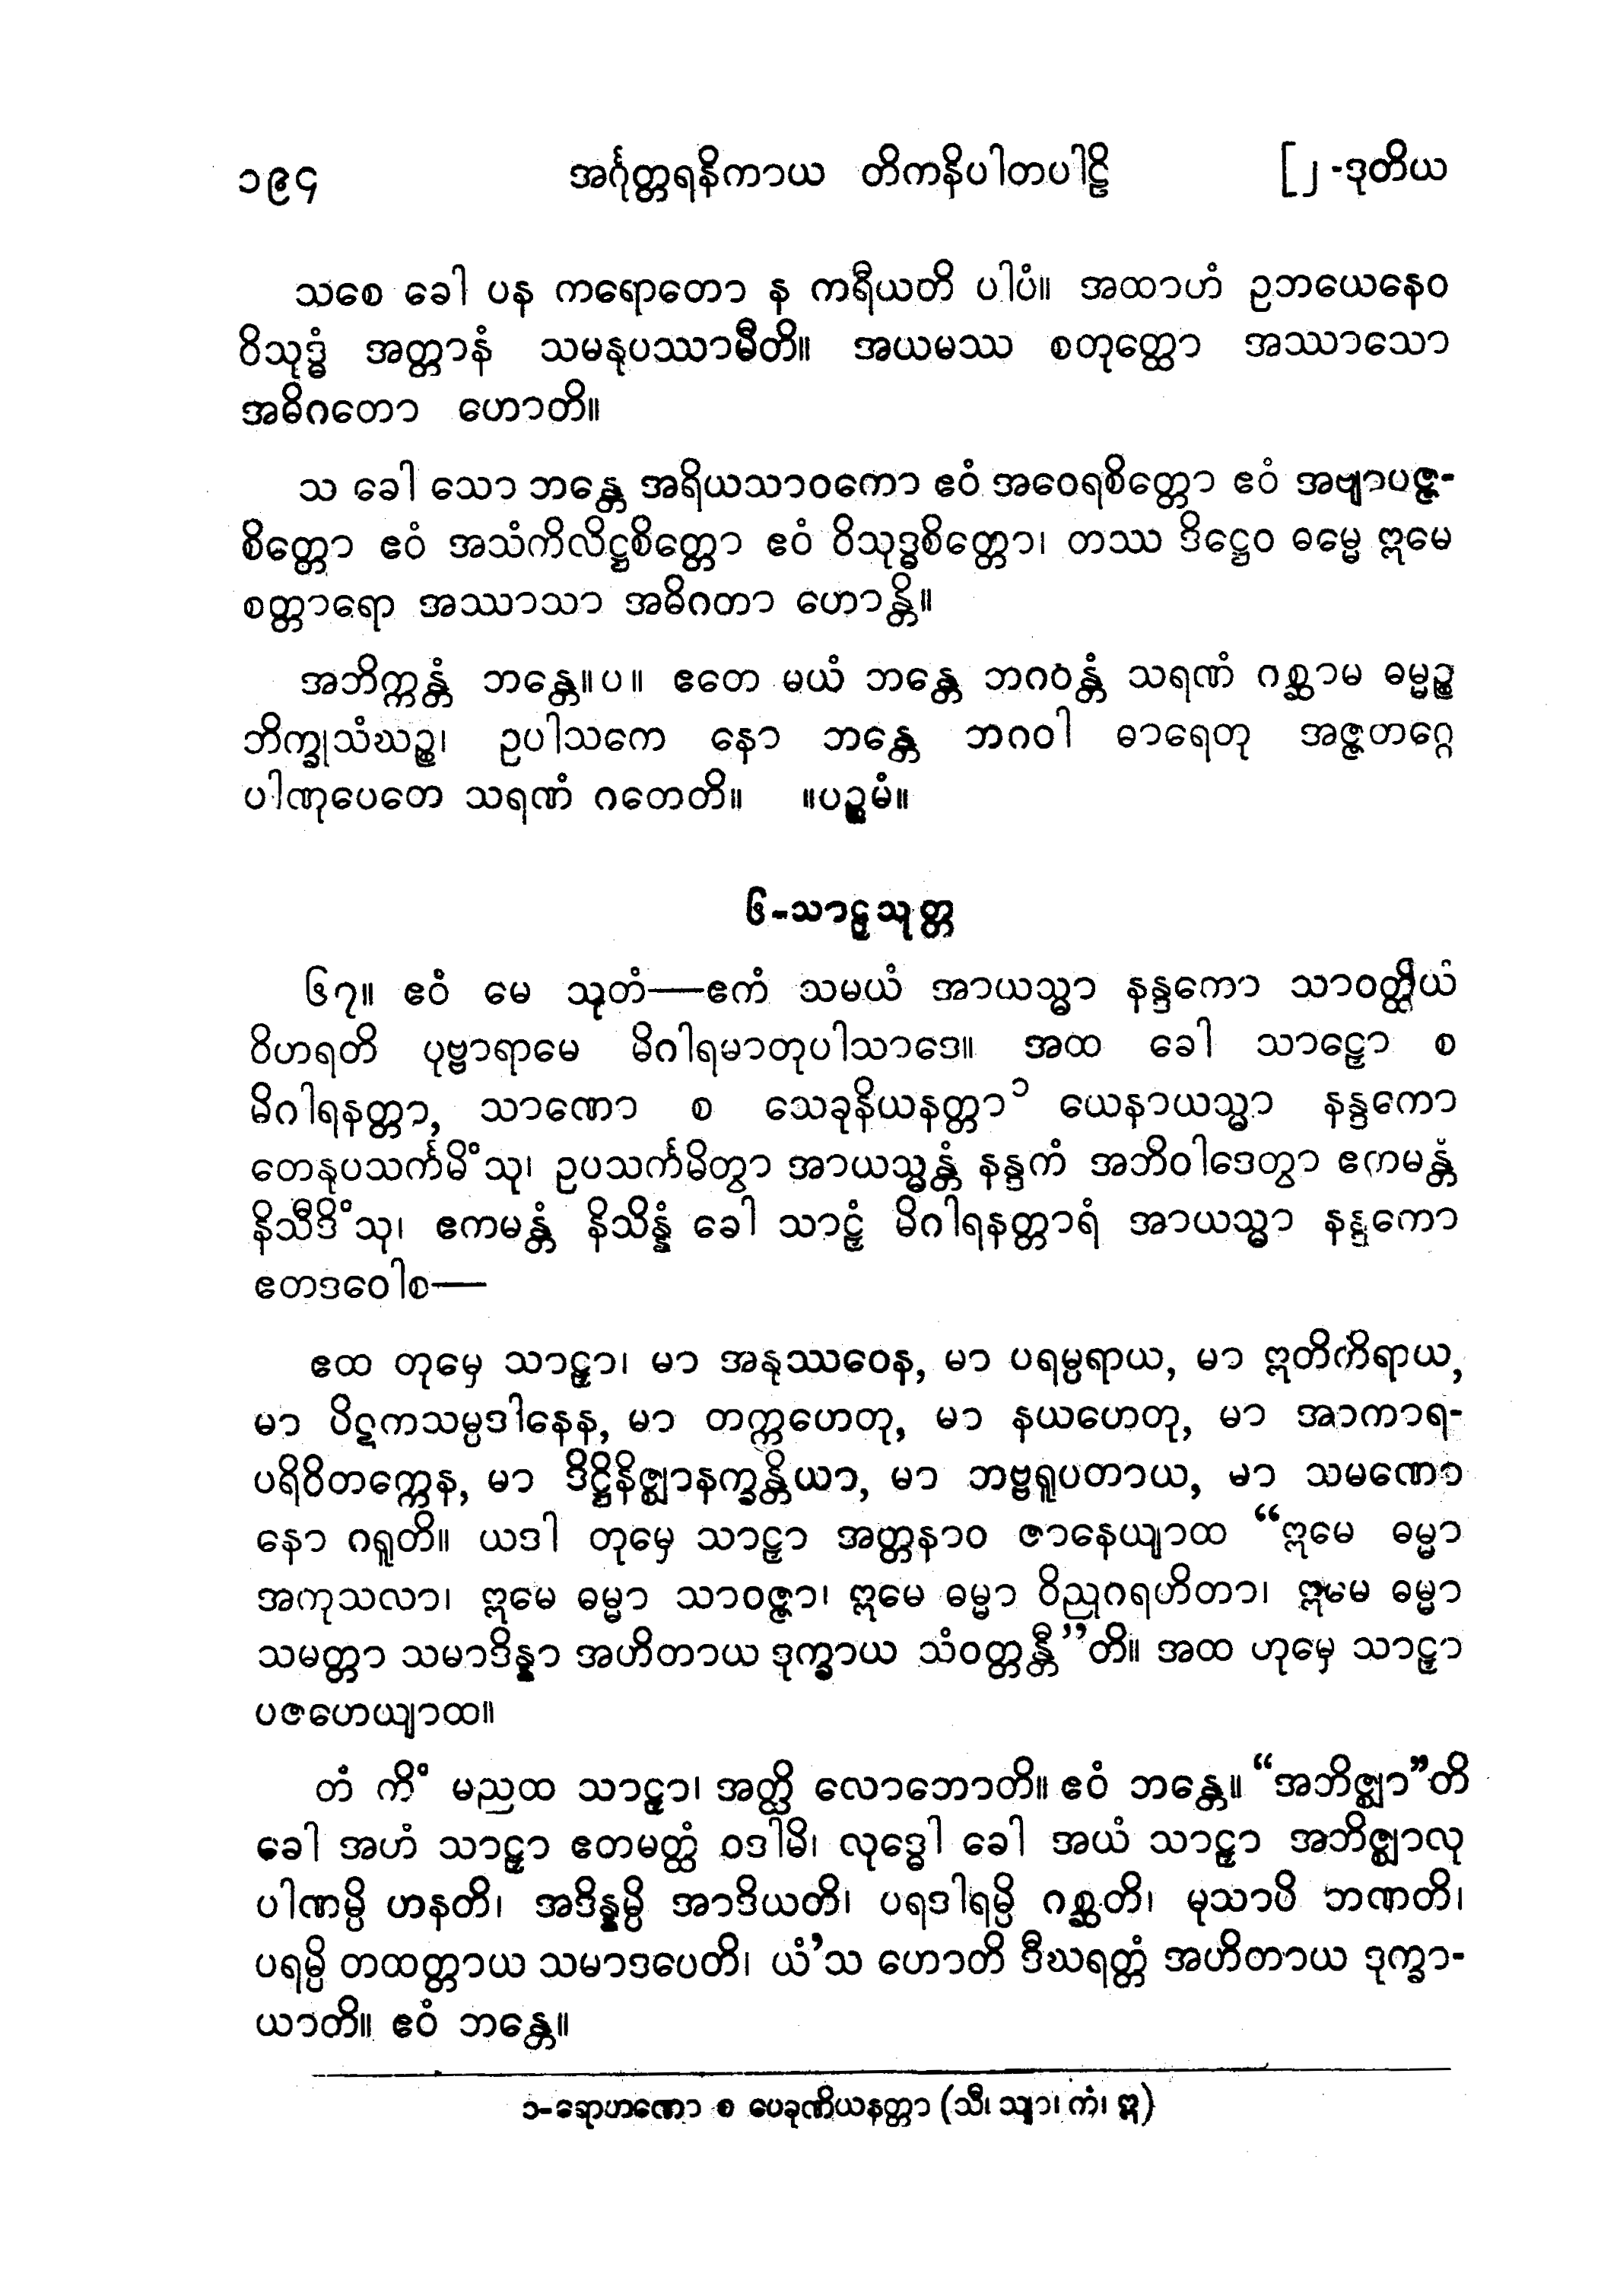 ၁၉၄ အင်္ဂုတ္တရနိကာယ တိကနိပါတပါဠိ [၂-ဒုတိယ
သစေ ခေါ ပန ကရောတော န ကရီယတိ ပါပံ။ အထာဟံ ဥဘယေနေဝ
ဝိသုဒ္ဓံ အတ္တာနံ သမနုပဿာမီတိ။ အယမဿ စတုတ္ထော အဿာသော
အဓိဂတော ဟောတိ။
သ ခေါ သော ဘန္တေ အရိယသာဝကော ဧဝံ အဝေရစိတ္တော ဧဝံ အဗျာပဇ္ဇ-
စိတ္တော ဧဝံ အသံကိလိဋ္ဌစိတ္တော ဧဝံ ဝိသုဒ္ဓစိတ္တော၊ တဿ ဒိဋ္ဌေဝ ဓမ္မေ ဣမေ
စတ္တာရော အဿာသာ အဓိဂတာ ဟောန္တိ။
အဘိက္ကန္တံ ဘန္တေ။ပ။ ဧတေ မယံ ဘန္တေ ဘဂဝန္တံ သရဏံ ဂစ္ဆာမ ဓမ္မဉ္စ
ဘိက္ခုသံဃဉ္စ၊ ဥပါသကေ နော ဘန္တေ ဘဂဝါ ဓာရေတု အဇ္ဇတဂ္ဂေ
ပါဏုပေတေ သရဏံ ဂတေတိ။ ။ပဉ္စမံ။
၆-သာဠှသုတ္တ
၆၇။ ဧဝံ မေ သုတံ—ဧကံ သမယံ အာယသ္မာ နန္ဒကော သာဝတ္ထိယံ
ဝိဟရတိ ပုဗ္ဗာရာမေ မိဂါရမာတုပါသာဒေ။ အထ ခေါ သာဠှော စ
မိဂါရနတ္တာ, သာဏော စ သေခုနိယနတ္တာ၁ ယေနာယသ္မာ နန္ဒကော
တေနုပသင်္ကမိံသု၊ ဥပသင်္ကမိတွာ အာယသ္မန္တံ နန္ဒကံ အဘိဝါဒေတွာ ဧကမန္တံ
နိသီဒိံသု၊ ဧကမန္တံ နိသိန္နံ ခေါ သာဠှံ မိဂါရနတ္တာရံ အာယသ္မာ နန္ဒကော
ဧတဒဝေါစ—
ဧထ တုမှေ သာဠှာ၊ မာ အနုဿဝေန, မာ ပရမ္ပရာယ, မာ ဣတိကိရာယ,
မာ ပိဋကသမ္ပဒါနေန, မာ တက္ကဟေတု, မာ နယဟေတု, မာ အာကာရ-
ပရိဝိတက္ကေန, မာ ဒိဋ္ဌိနိဇ္ဈာနက္ခန္တိယာ, မာ ဘဗ္ဗရူပတာယ, မာ သမဏော
နော ဂရူတိ။ ယဒါ တုမှေ သာဠှာ အတ္တနာဝ ဇာနေယျာထ “ဣမေ ဓမ္မာ
အကုသလာ၊ ဣမေ ဓမ္မာ သာဝဇ္ဇာ၊ ဣမေ ဓမ္မာ ဝိညုဂရဟိတာ၊ ဣမေ ဓမ္မာ
သမတ္တာ သမာဒိန္နာ အဟိတာယ ဒုက္ခာယ သံဝတ္တန္တီ”တိ။ အထ ဟုမှေ သာဠှာ
ပဇဟေယျာထ။
တံ ကိံ မညထ သာဠှာ၊ အတ္ထိ လောဘောတိ။ ဧဝံ ဘန္တေ။ “အဘိဇ္ဈာ”တိ
ခေါ အဟံ သာဠှာ ဧတမတ္ထံ ဝဒါမိ၊ လုဒ္ဓေါ ခေါ အယံ သာဠှာ အဘိဇ္ဈာလု
ပါဏမ္ပိ ဟနတိ၊ အဒိန္နမ္ပိ အာဒိယတိ၊ ပရဒါရမ္ပိ ဂစ္ဆတိ၊ မုသာပိ ဘဏတိ၊
ပရမ္ပိ တထတ္တာယ သမာဒပေတိ၊ ယံ’သ ဟောတိ ဒီဃရတ္တံ အဟိတာယ ဒုက္ခာ-
ယာတိ။ ဧဝံ ဘန္တေ။
၁-ရောဟဏော စ ပေခုဏိယနတ္တာ (သီ၊ သျာ၊ ကံ၊ ဣ)